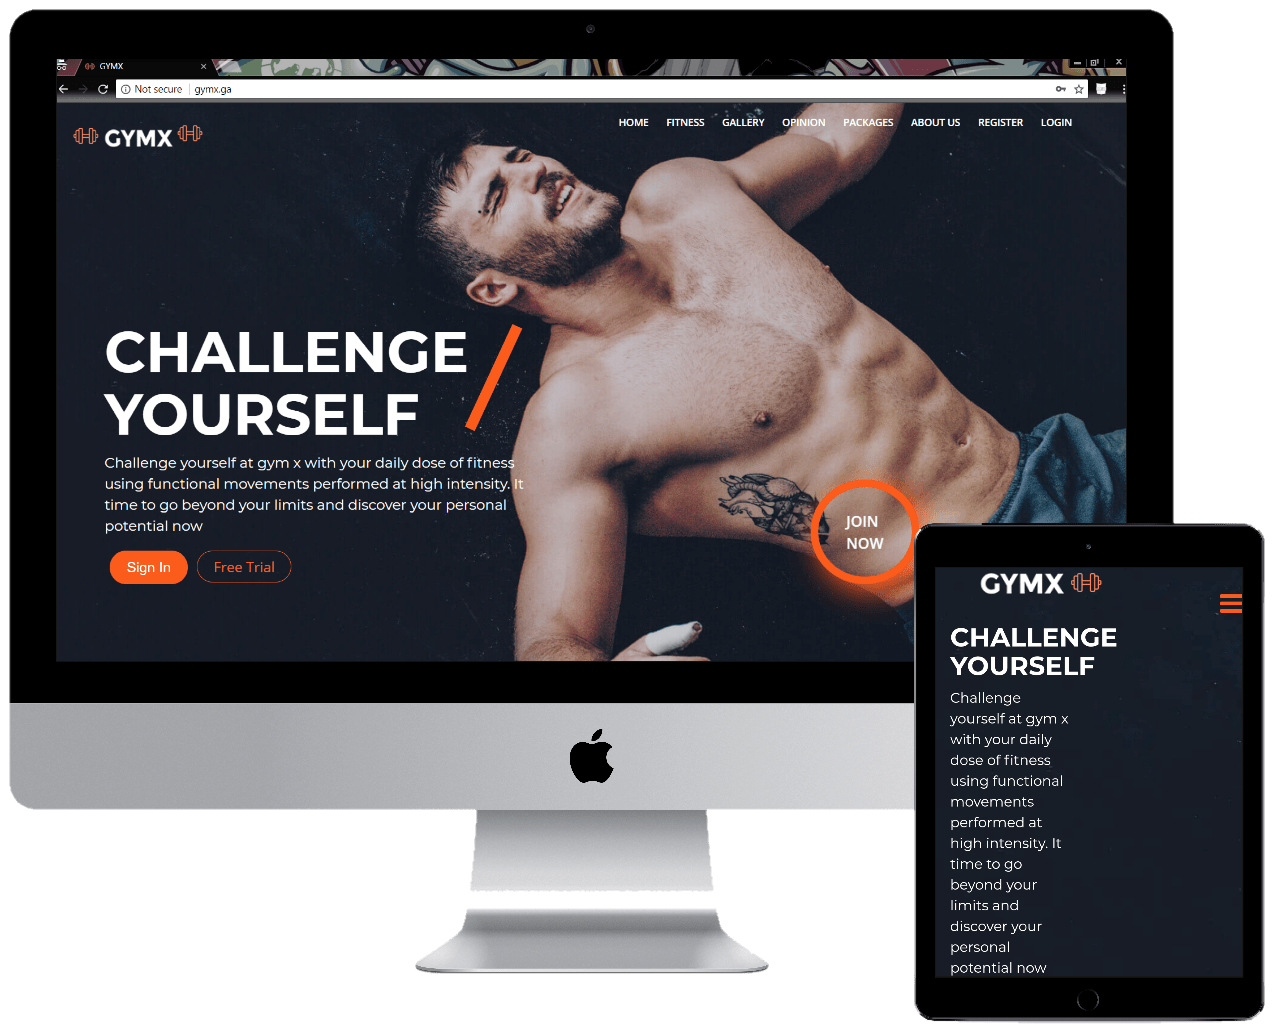 GYMX
Not secure
gymx.ga
GYMX
HOME
FITNESS
GALLERY
OPINION
PACKAGES
ABOUT US
REGISTER
LOGIN
CHALLENGE
YOURSELF
Challenge yourself at gym x with your daily dose of fitness
using functional movements performed at high intensity. It
time to go beyond your limits and discover your personal
potential now
Sign In
Free Trial
JOIN
NOW
GYMX
CHALLENGE
YOURSELF
Challenge
yourself at gym x
with your daily
dose of fitness
using functional
movements
performed at
high intensity. It
time to go
beyond your
limits and
discover your
personal
potential now